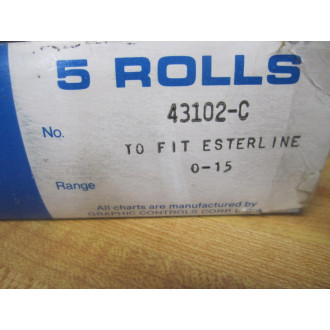 5 ROLLS
43102-C
No.
TO FIT ESTERLINE
0-15
Range
All charts are manufactured by
GRAPHIC CONTROLS CORP